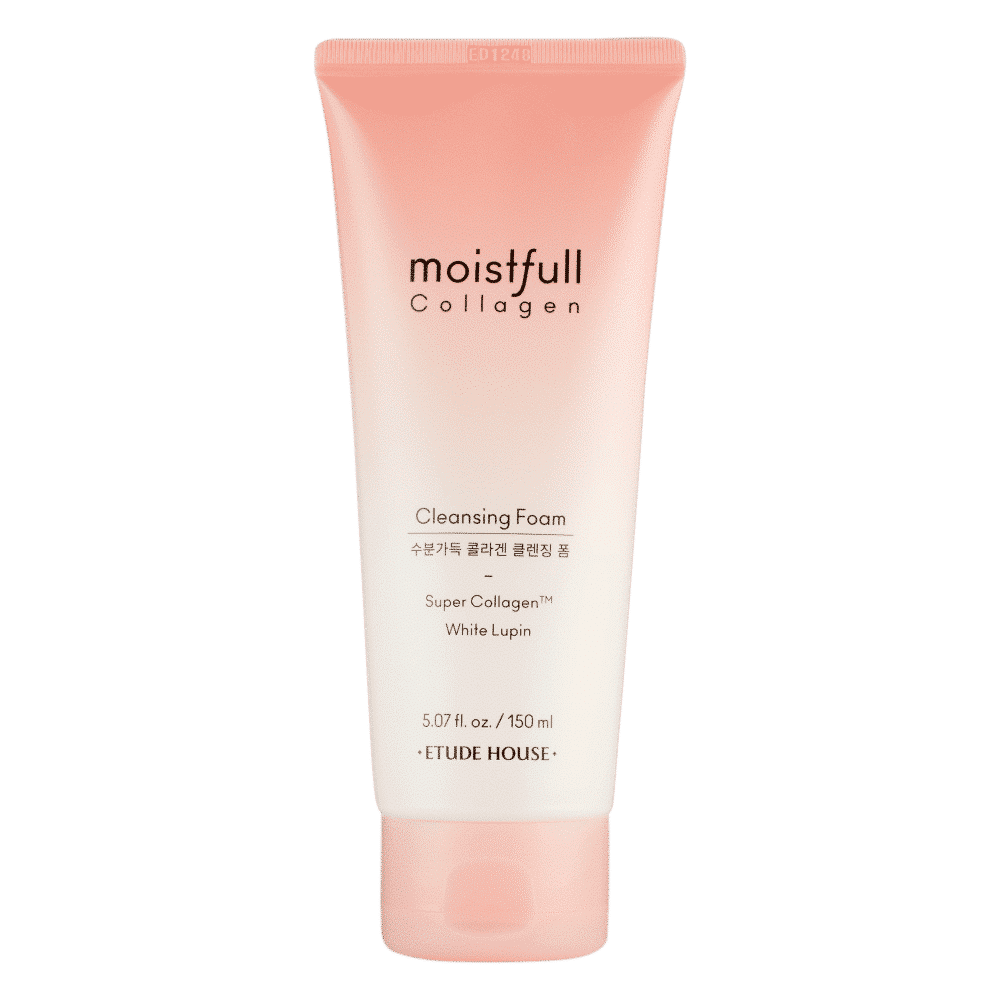 ED1248
moistfull
Collagen
Cleansing Foam
수분가득 콜라겐 클렌징 폼
–
Super Collagen™
White Lupin
5.07 fl. oz. / 150 ml
·ETUDE HOUSE·